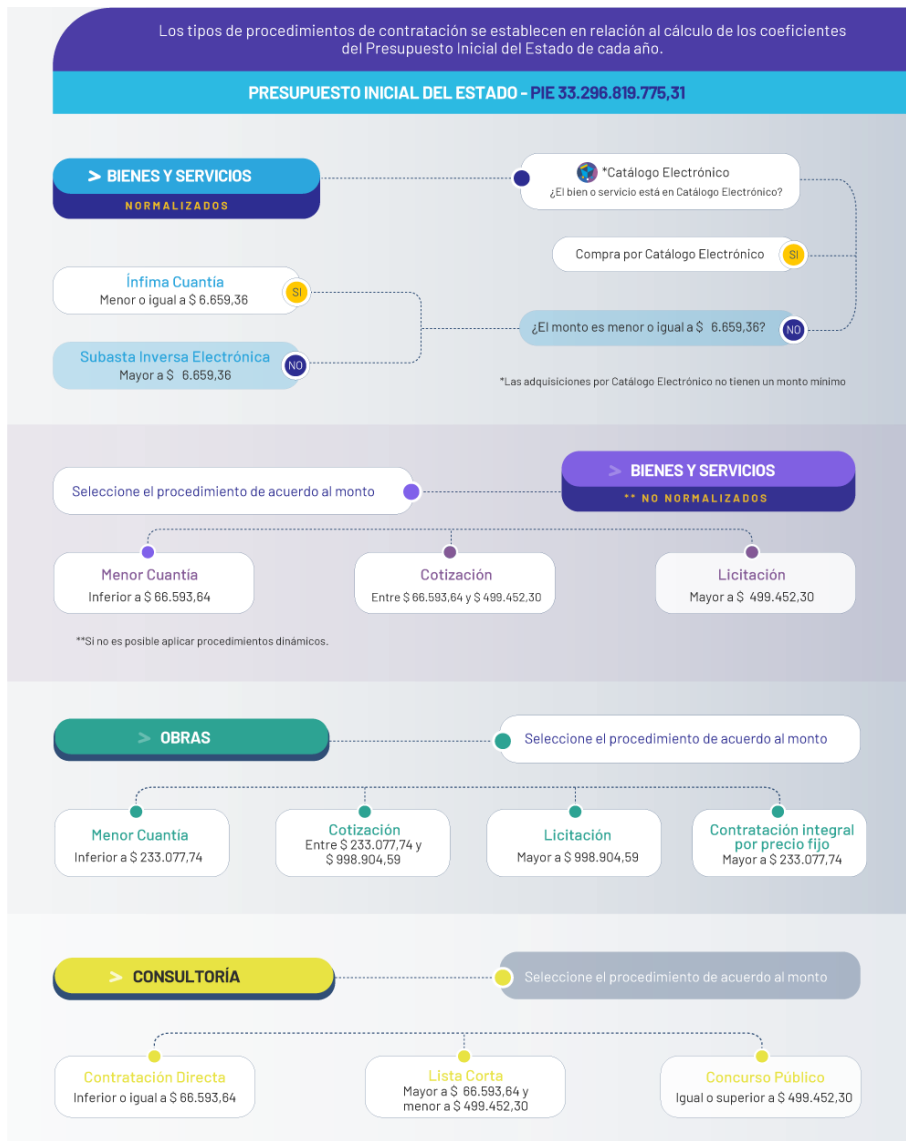 Los tipos de procedimientos de contratación se establecen en relación al cálculo de los coeficientes
del Presupuesto Inicial del Estado de cada año.
PRESUPUESTO INICIAL DEL ESTADO - PIE 33.296.819.775,31
> BIENES Y SERVICIOS
NORMALIZADOS
*Catálogo Electrónico
¿El bien o servicio está en Catálogo Electrónico?
Compra por Catálogo Electrónico
SI
Ínfima Cuantía
Menor o igual a $ 6.659,36
SI
¿El monto es menor o igual a $ 6.659,36?
NO
Subasta Inversa Electrónica
Mayor a $ 6.659,36
NO
*Las adquisiciones por Catálogo Electrónico no tienen un monto mínimo
Seleccione el procedimiento de acuerdo al monto
> BIENES Y SERVICIOS
** NO NORMALIZADOS
Menor Cuantía
Inferior a $ 66.593,64
Cotización
Entre $ 66.593,64 y $ 499.452,30
Licitación
Mayor a $ 499.452,30
**Si no es posible aplicar procedimientos dinámicos.
> OBRAS
Seleccione el procedimiento de acuerdo al monto
Menor Cuantía
Inferior a $ 233.077,74
Cotización
Entre $ 233.077,74 y
$ 998.904,59
Licitación
Mayor a $ 998.904,59
Contratación integral
por precio fijo
Mayor a $ 233.077,74
> CONSULTORÍA
Seleccione el procedimiento de acuerdo al monto
Contratación Directa
Inferior o igual a $ 66.593,64
Lista Corta
Mayor a $ 66.593,64 y
menor a $ 499.452,30
Concurso Público
Igual o superior a $ 499.452,30